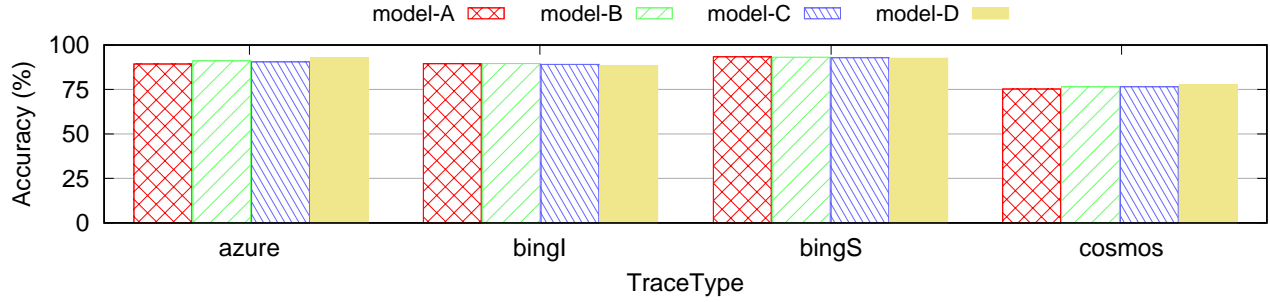 model-A model-B model-C model-D
Accuracy (%)
100
75
50
25
0
azure bingI bingS cosmos
TraceType